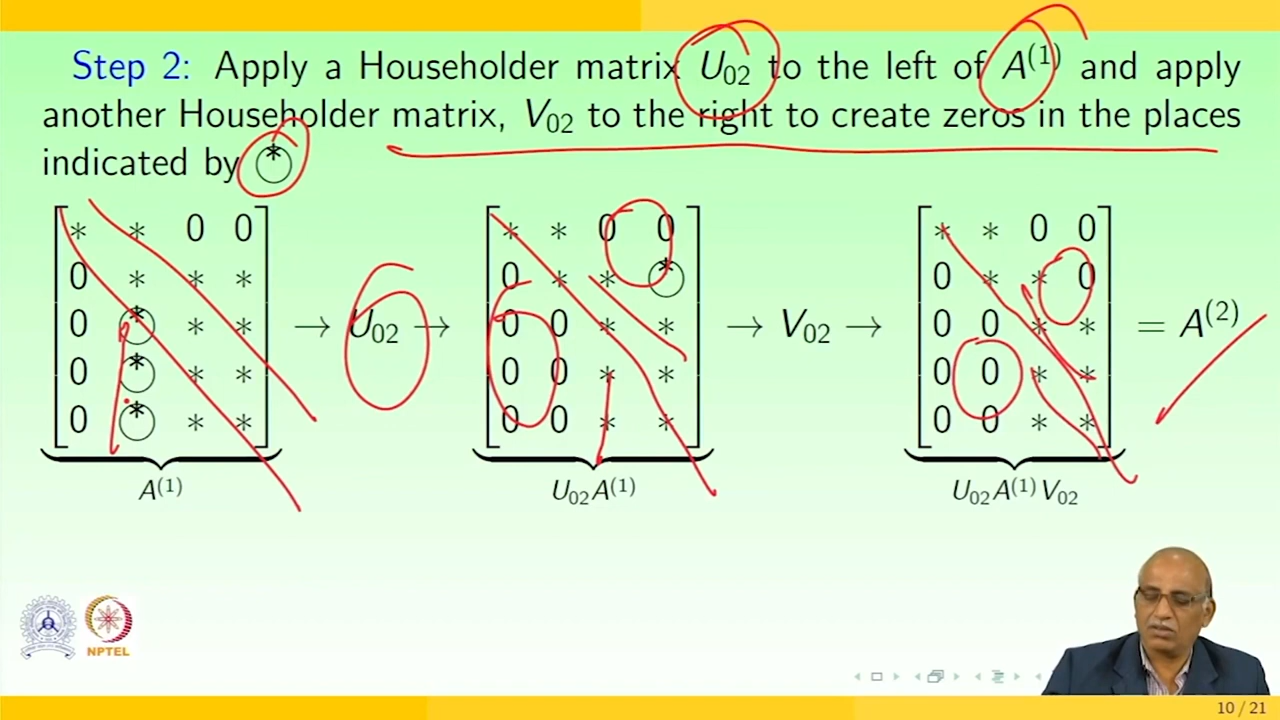 Step 2: Apply a Householder matrix U₀₂ to the left of A⁽¹⁾ and apply
another Householder matrix, V₀₂ to the right to create zeros in the places
indicated by ⊛
[* * 0 0
0 * * *
0 ⊛ * *
0 ⊛ * *
0 ⊛ * *]
A⁽¹⁾
→ U₀₂ →
[* * 0 0
0 * * ⊛
0 0 * *
0 0 * *
0 0 * *]
U₀₂A⁽¹⁾
→ V₀₂ →
[* * 0 0
0 * * 0
0 0 * *
0 0 * *
0 0 * *]
U₀₂A⁽¹⁾V₀₂
= A⁽²⁾
NPTEL
10 / 21